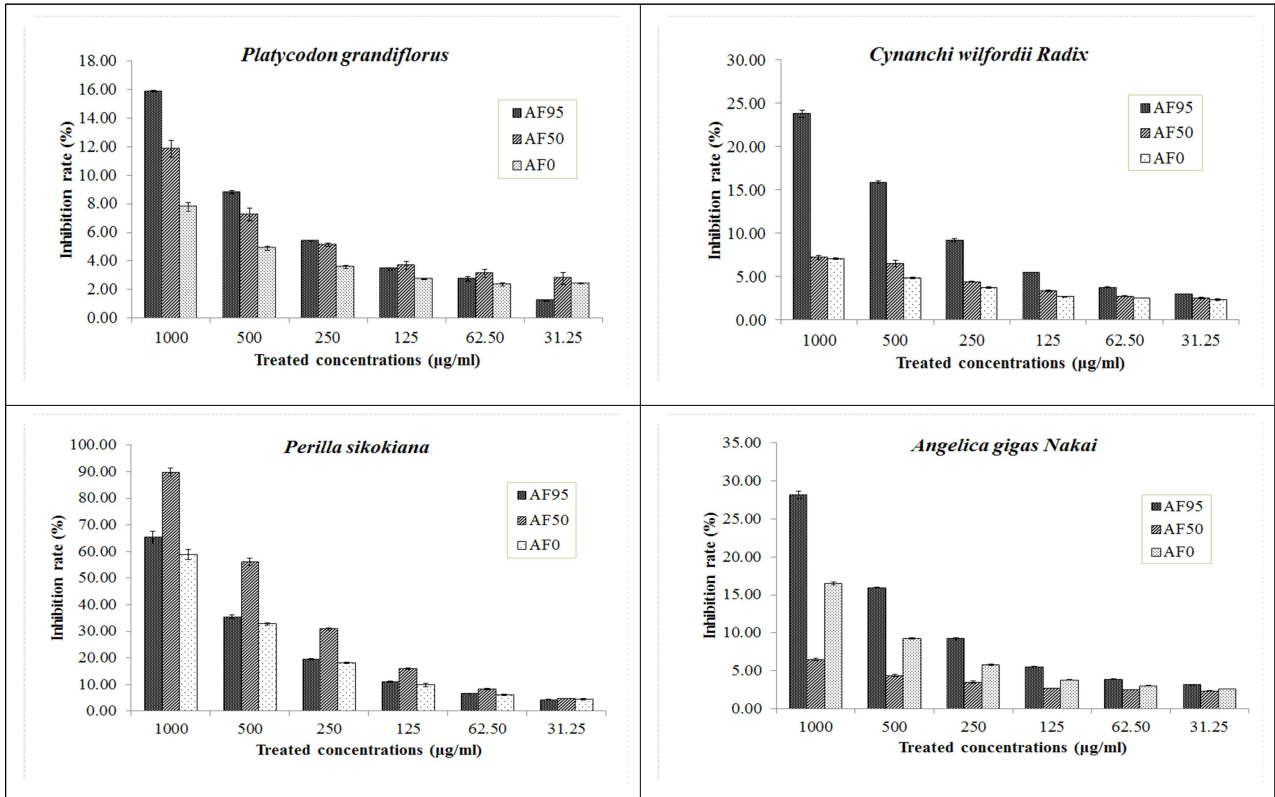 Platycodon grandiflorus
18.00
16.00
14.00
12.00
10.00
8.00
6.00
4.00
2.00
0.00
Inhibition rate (%)
AF95
AF50
AF0
1000 500 250 125 62.50 31.25
Treated concentrations (µg/ml)
Cynanchi wilfordii Radix
30.00
25.00
20.00
15.00
10.00
5.00
0.00
Inhibition rate (%)
AF95
AF50
AF0
1000 500 250 125 62.50 31.25
Treated concentrations (µg/ml)
Perilla sikokiana
100.00
90.00
80.00
70.00
60.00
50.00
40.00
30.00
20.00
10.00
0.00
Inhibition rate (%)
AF95
AF50
AF0
1000 500 250 125 62.50 31.25
Treated concentrations (µg/ml)
Angelica gigas Nakai
35.00
30.00
25.00
20.00
15.00
10.00
5.00
0.00
Inhibition rate (%)
AF95
AF50
AF0
1000 500 250 125 62.50 31.25
Treated concentrations (µg/ml)